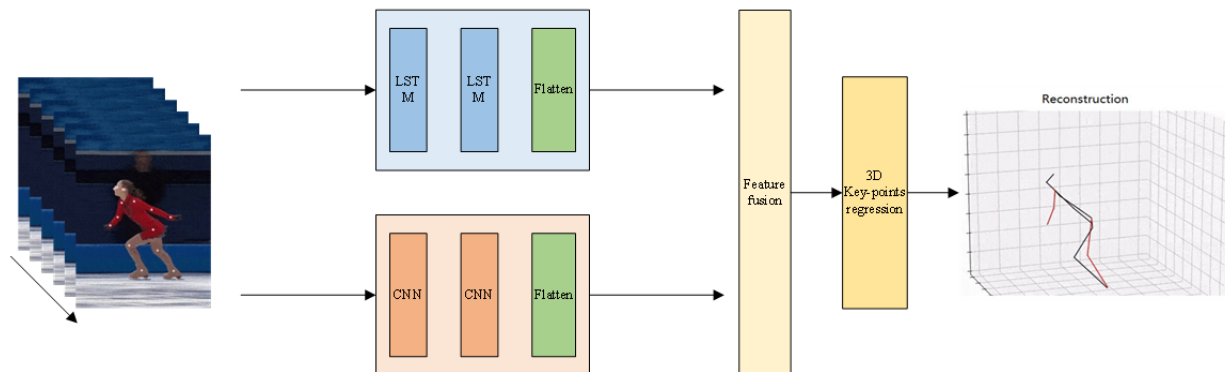 LST
M
LST
M
Flatten
CNN
CNN
Flatten
Feature
fusion
3D
Key-points
regression
Reconstruction